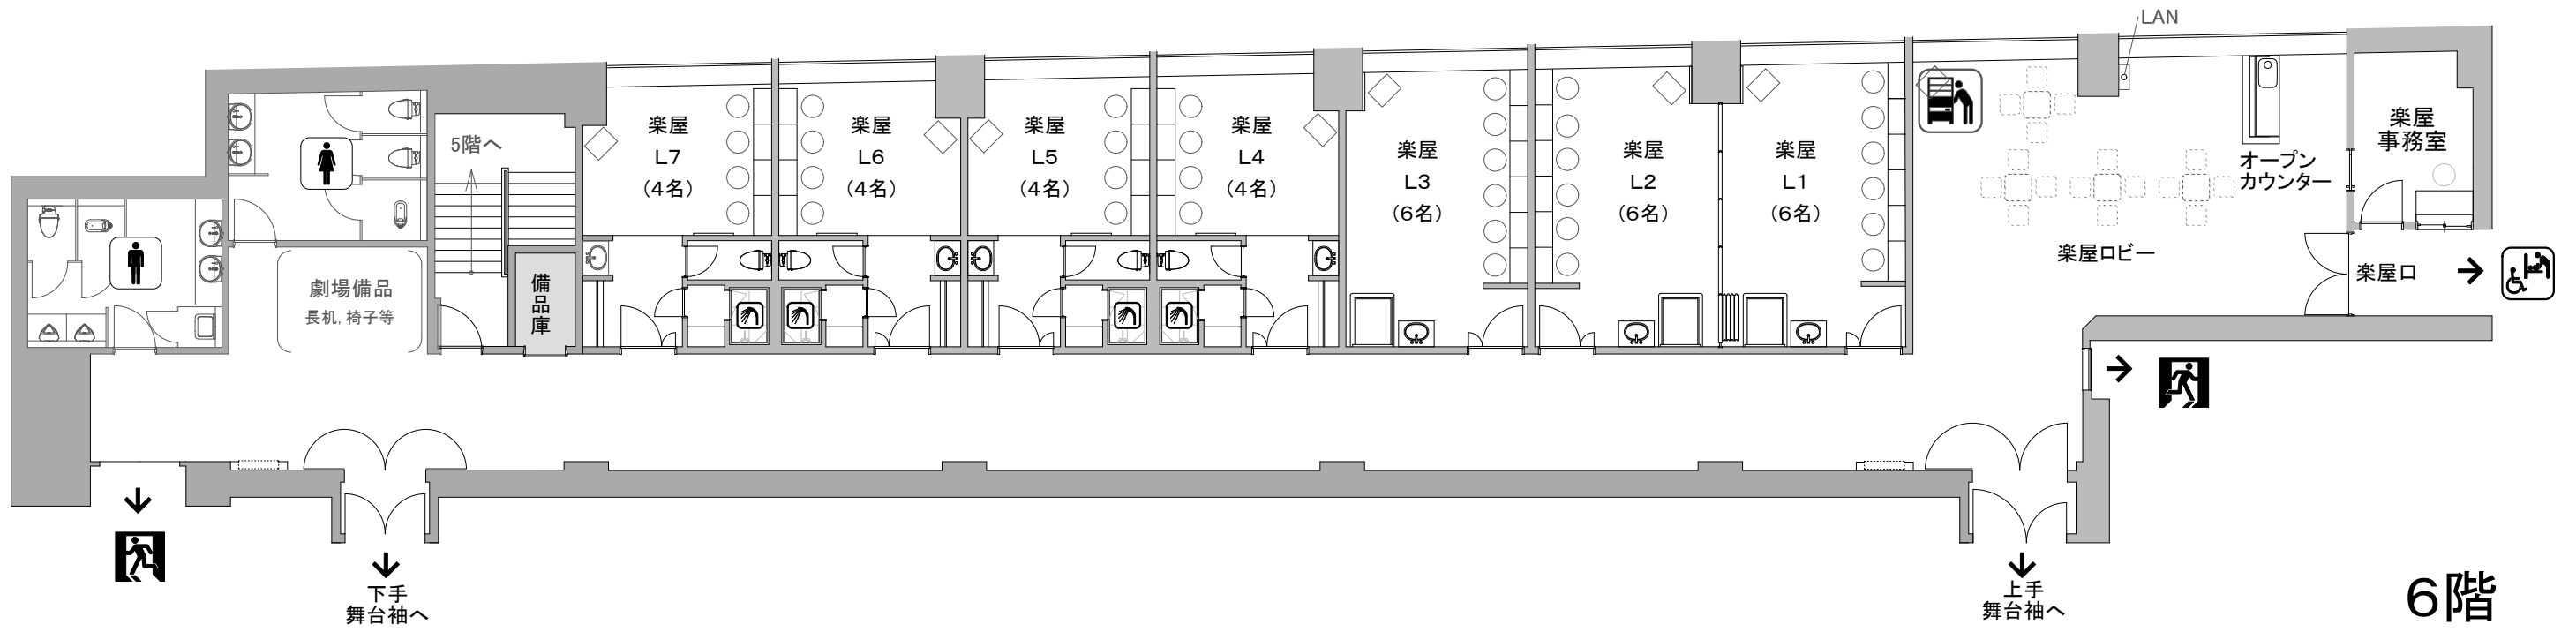 LAN
5階へ
楽屋
L7
（4名）
楽屋
L6
（4名）
楽屋
L5
（4名）
楽屋
L4
（4名）
楽屋
L3
（6名）
楽屋
L2
（6名）
楽屋
L1
（6名）
オープン
カウンター
楽屋
事務室
楽屋ロビー
楽屋口
劇場備品
長机，椅子等
備品庫
下手
舞台袖へ
上手
舞台袖へ
6階